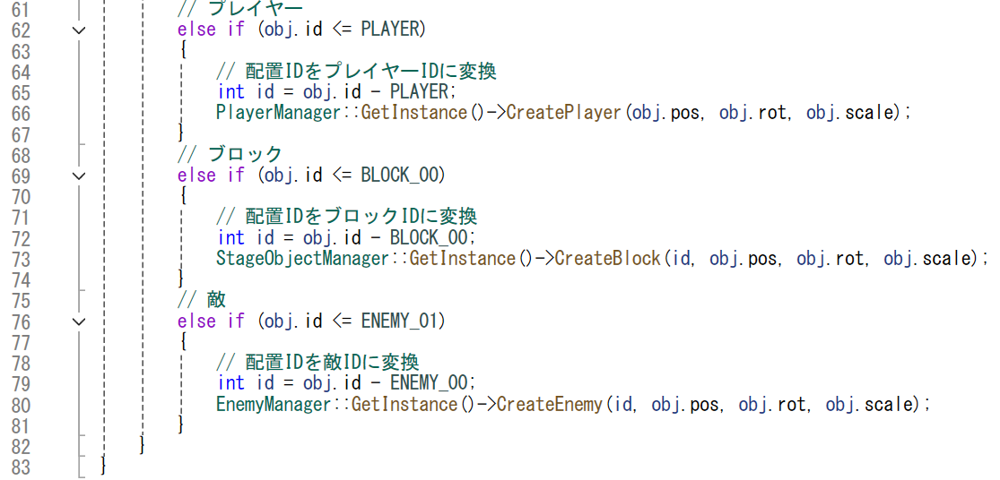 61 // プレイヤー
62 else if (obj.id <= PLAYER)
63 {
64 // 配置IDをプレイヤーIDに変換
65 int id = obj.id - PLAYER;
66 PlayerManager::GetInstance()->CreatePlayer(obj.pos, obj.rot, obj.scale);
67 }
68 // ブロック
69 else if (obj.id <= BLOCK_00)
70 {
71 // 配置IDをブロックIDに変換
72 int id = obj.id - BLOCK_00;
73 StageObjectManager::GetInstance()->CreateBlock(id, obj.pos, obj.rot, obj.scale);
74 }
75 // 敵
76 else if (obj.id <= ENEMY_01)
77 {
78 // 配置IDを敵IDに変換
79 int id = obj.id - ENEMY_00;
80 EnemyManager::GetInstance()->CreateEnemy(id, obj.pos, obj.rot, obj.scale);
81 }
82 }
83 }